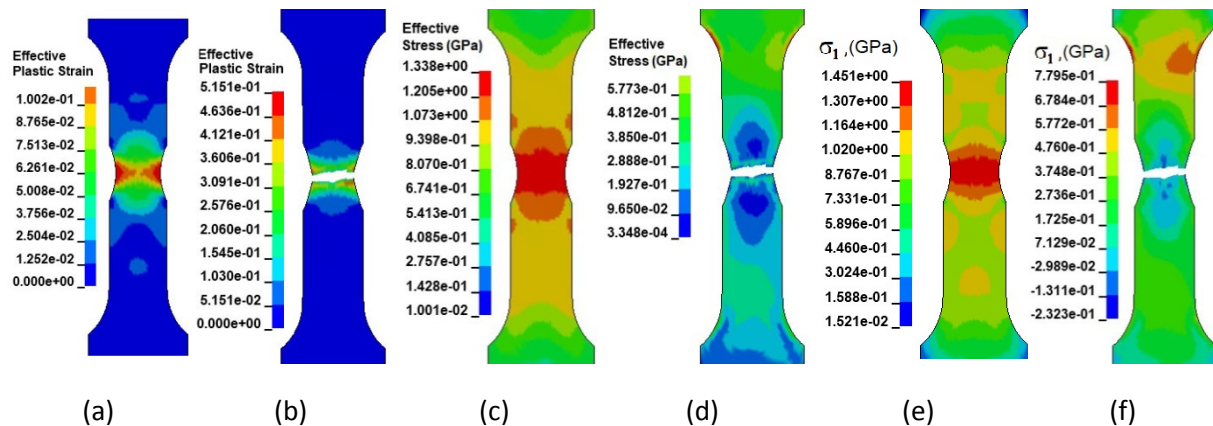 Effective
Plastic Strain
1.002e-01
8.765e-02
7.513e-02
6.261e-02
5.008e-02
3.756e-02
2.504e-02
1.252e-02
0.000e+00
(a)
Effective
Plastic Strain
5.151e-01
4.636e-01
4.121e-01
3.606e-01
3.091e-01
2.576e-01
2.060e-01
1.545e-01
1.030e-01
5.151e-02
0.000e+00
(b)
Effective
Stress (GPa)
1.338e+00
1.205e+00
1.073e+00
9.398e-01
8.070e-01
6.741e-01
5.413e-01
4.085e-01
2.757e-01
1.428e-01
1.001e-02
(c)
Effective
Stress (GPa)
5.773e-01
4.812e-01
3.850e-01
2.888e-01
1.927e-01
9.650e-02
3.348e-04
(d)
σ1 ,(GPa)
1.451e+00
1.307e+00
1.164e+00
1.020e+00
8.767e-01
7.331e-01
5.896e-01
4.460e-01
3.024e-01
1.588e-01
1.521e-02
(e)
σ1 ,(GPa)
7.795e-01
6.784e-01
5.772e-01
4.760e-01
3.748e-01
2.736e-01
1.725e-01
7.129e-02
-2.989e-02
-1.311e-01
-2.323e-01
(f)